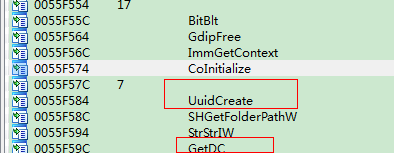 0055F554 17
0055F55C BitBlt
0055F564 GdipFree
0055F56C ImmGetContext
0055F574 CoInitialize
0055F57C 7
0055F584 UuidCreate
0055F58C SHGetFolderPathW
0055F594 StrStrIW
0055F59C GetDC